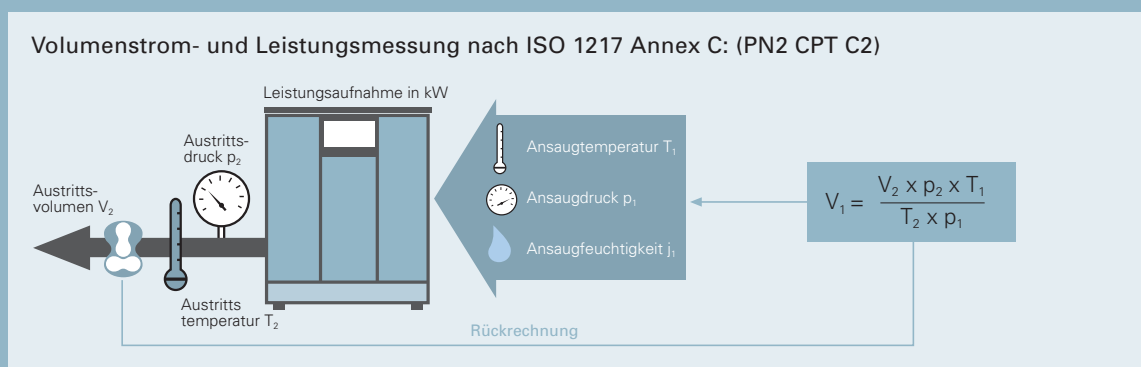 Volumenstrom- und Leistungsmessung nach ISO 1217 Annex C: (PN2 CPT C2)
Leistungsaufnahme in kW
Austritts-
druck p₂
Austritts-
volumen V₂
Austritts
temperatur T₂
Ansaugtemperatur T₁
Ansaugdruck p₁
Ansaugfeuchtigkeit j₁
V₁ = V₂ x p₂ x T₁
T₂ x p₁
Rückrechnung